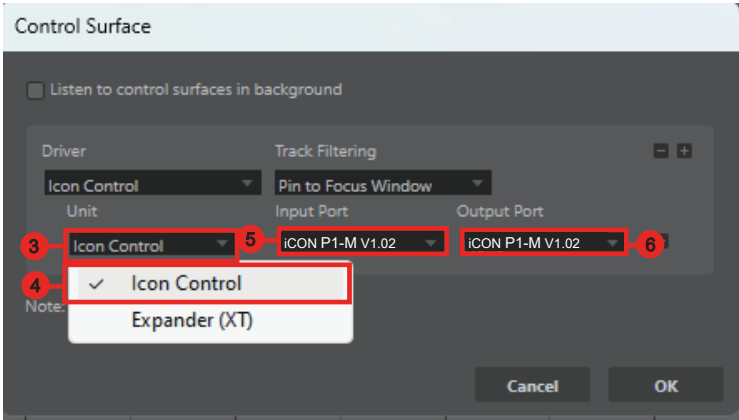 Control Surface
Listen to control surfaces in background
Driver Track Filtering
Icon Control Pin to Focus Window
Unit Input Port Output Port
3 Icon Control 5 iCON P1-M V1.02 iCON P1-M V1.02 6
4 ✓ Icon Control
Note:
Expander (XT)
Cancel OK